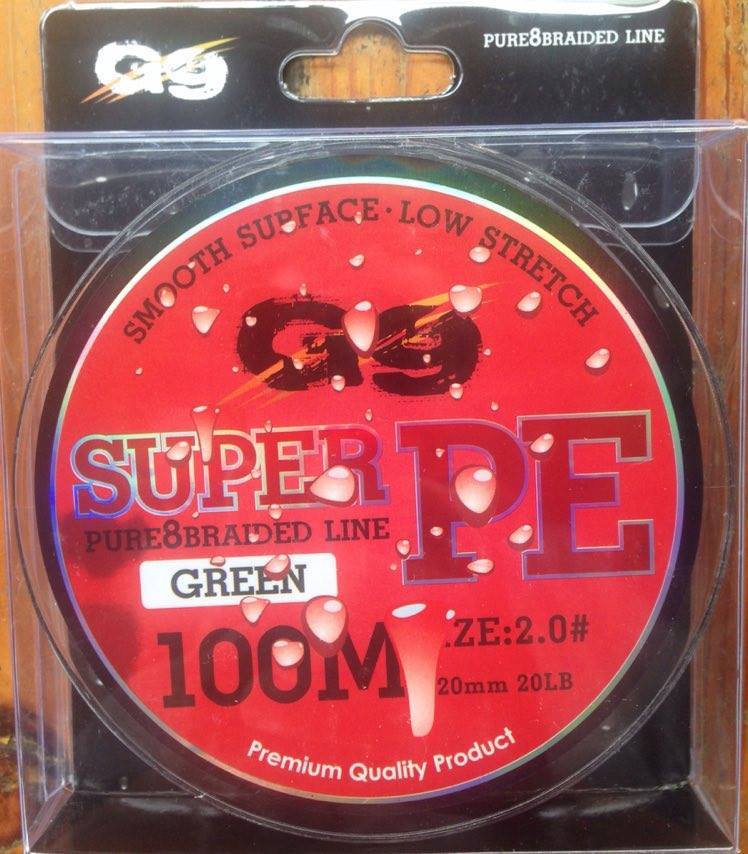 G9
PURE8BRAIDED LINE
SMOOTH SURFACE · LOW STRETCH
G9
SUPER PE
PURE8BRAIDED LINE
GREEN
100M
2.0#
20mm 20LB
Premium Quality Product